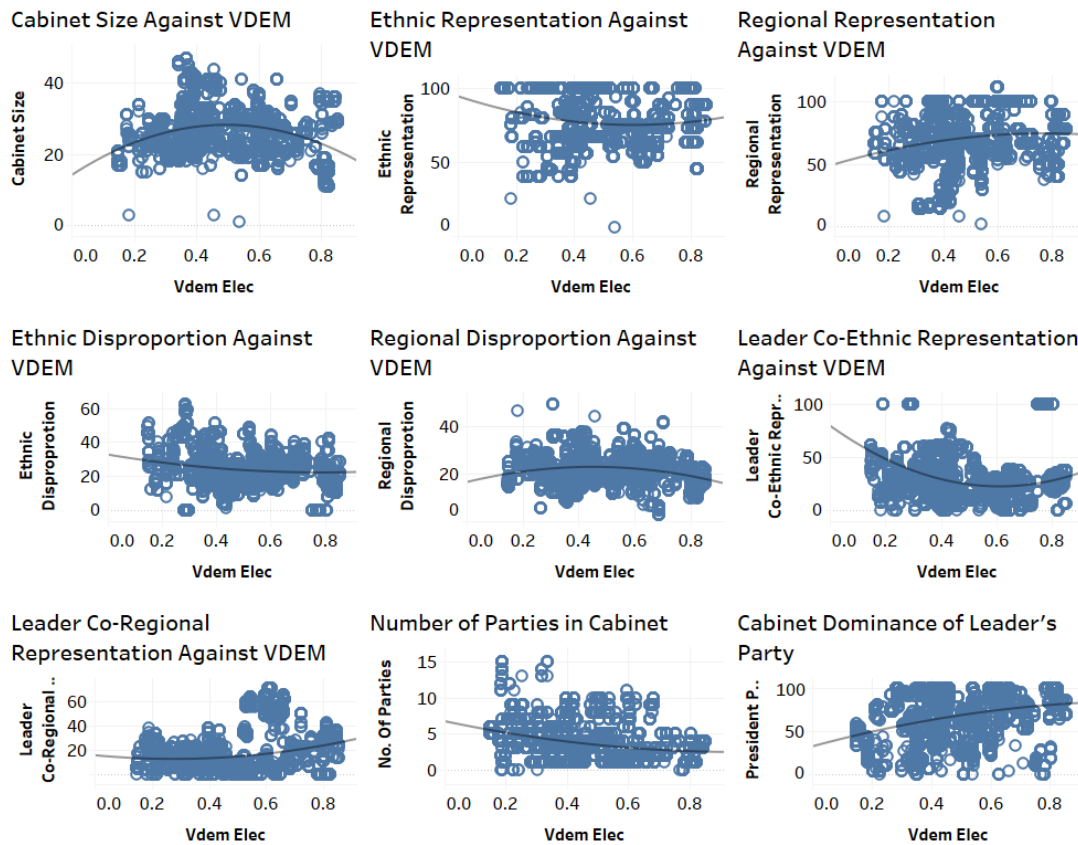 Cabinet Size Against VDEM
Cabinet Size
40
20
0
0.0 0.2 0.4 0.6 0.8
Vdem Elec
Ethnic Representation Against
VDEM
Ethnic
Representation
100
50
0
0.0 0.2 0.4 0.6 0.8
Vdem Elec
Regional Representation
Against VDEM
Regional
Representation
100
50
0
0.0 0.2 0.4 0.6 0.8
Vdem Elec
Ethnic Disproportion Against
VDEM
Ethnic
Disproportion
60
40
20
0
0.0 0.2 0.4 0.6 0.8
Vdem Elec
Regional Disproportion Against
VDEM
Regional
Disproportion
40
20
0
0.0 0.2 0.4 0.6 0.8
Vdem Elec
Leader Co-Ethnic Representation
Against VDEM
Leader
Co-Ethnic Repr..
100
50
0
0.0 0.2 0.4 0.6 0.8
Vdem Elec
Leader Co-Regional
Representation Against VDEM
Leader
Co-Regional ..
60
40
20
0.0 0.2 0.4 0.6 0.8
Vdem Elec
Number of Parties in Cabinet
No. Of Parties
15
10
5
0
0.0 0.2 0.4 0.6 0.8
Vdem Elec
Cabinet Dominance of Leader's
Party
President P..
100
50
0
0.0 0.2 0.4 0.6 0.8
Vdem Elec